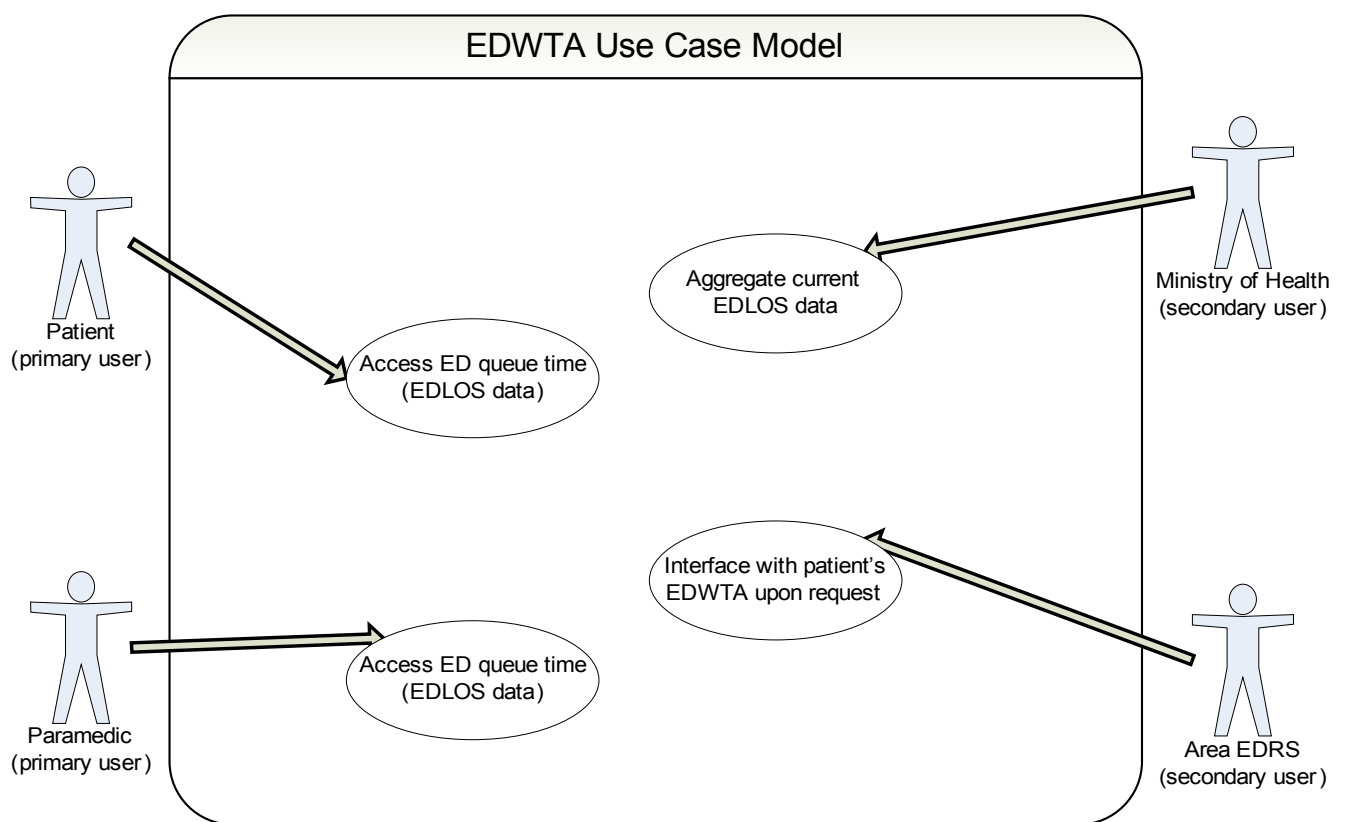 EDWTA Use Case Model
Patient
(primary user)
Access ED queue time
(EDLOS data)
Aggregate current
EDLOS data
Ministry of Health
(secondary user)
Paramedic
(primary user)
Access ED queue time
(EDLOS data)
Interface with patient's
EDWTA upon request
Area EDRS
(secondary user)